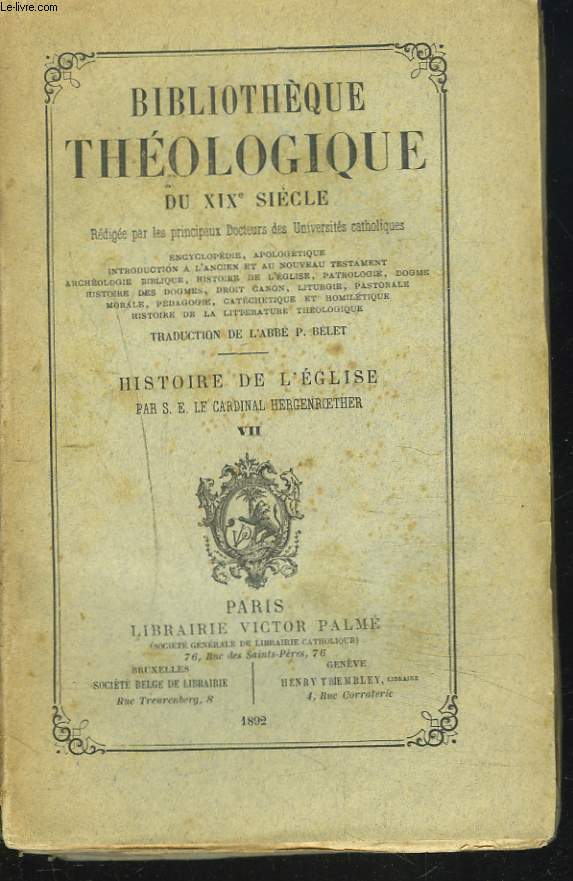 Le-livre.com
BIBLIOTHÈQUE
THÉOLOGIQUE
DU XIXe SIÈCLE
Rédigée par les principaux Docteurs des Universités catholiques
ENCYCLOPÉDIE, APOLOGÉTIQUE
INTRODUCTION A L'ANCIEN ET AU NOUVEAU TESTAMENT
ARCHÉOLOGIE BIBLIQUE, HISTOIRE DE L'ÉGLISE, PATROLOGIE, DOGME
HISTOIRE DES DOGMES, DROIT CANON, LITURGIE, PASTORALE
MORALE, PÉDAGOGIE, CATÉCHÉTIQUE ET HOMILÉTIQUE
HISTOIRE DE LA LITTÉRATURE THÉOLOGIQUE
TRADUCTION DE L'ABBÉ P. BÉLET
HISTOIRE DE L'ÉGLISE
PAR S. E. LE CARDINAL HERGENRŒTHER
VII
PARIS
LIBRAIRIE VICTOR PALMÉ
(SOCIÉTÉ GÉNÉRALE DE LIBRAIRIE CATHOLIQUE)
76, Rue des Saints-Pères, 76
BRUXELLES
SOCIÉTÉ BELGE DE LIBRAIRIE
Rue Treurenberg, 8
GENÈVE
HENRY TREMBLEY, LIBRAIRE
4, Rue Corraterie
1892